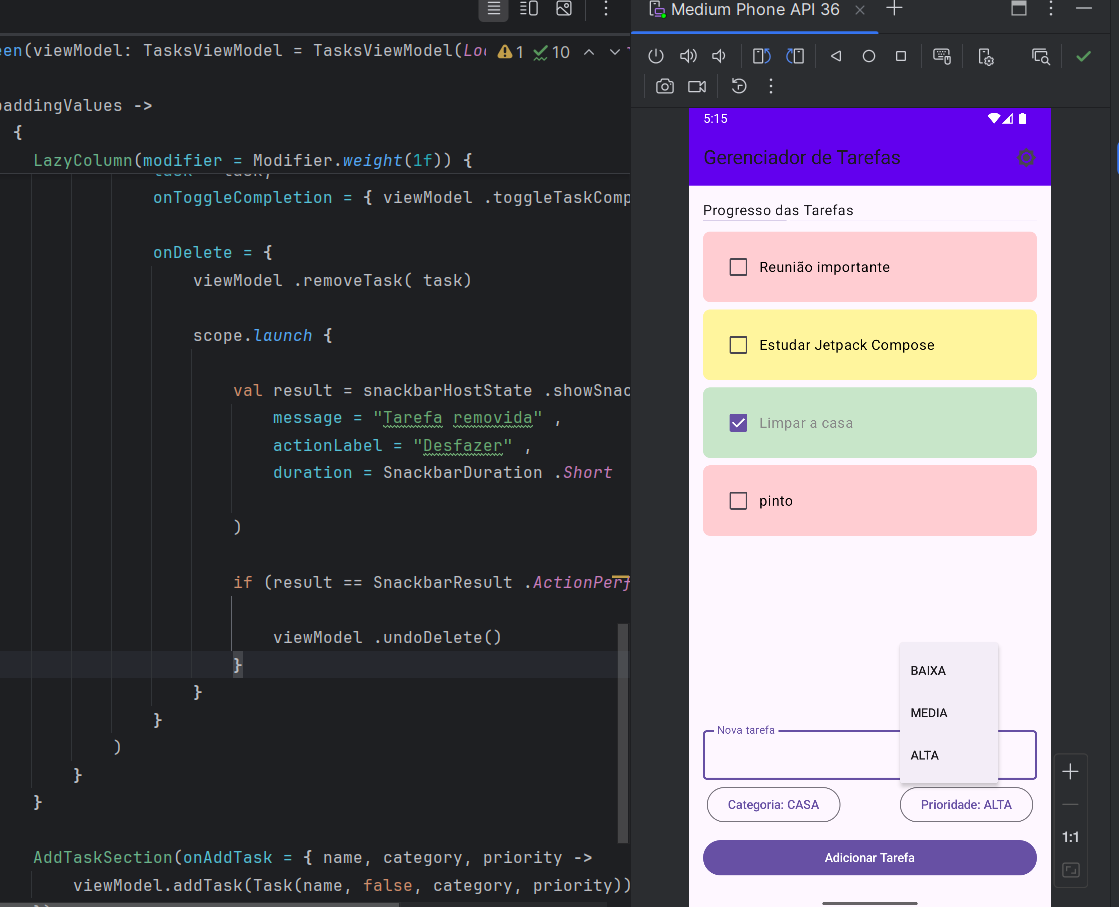 Medium Phone API 36
een(viewModel: TasksViewModel = TasksViewModel(Loc
1 10
paddingValues ->
{
LazyColumn(modifier = Modifier.weight(1f)) {
onToggleCompletion = { viewModel .toggleTaskComp
onDelete = {
viewModel .removeTask( task)
scope.launch {
val result = snackbarHostState .showSnac
message = "Tarefa removida" ,
actionLabel = "Desfazer" ,
duration = SnackbarDuration .Short
)
if (result == SnackbarResult .ActionPerf
viewModel .undoDelete()
}
}
}
)
}
}
AddTaskSection(onAddTask = { name, category, priority ->
viewModel.addTask(Task(name, false, category, priority))
5:15
Gerenciador de Tarefas
Progresso das Tarefas
Reunião importante
Estudar Jetpack Compose
Limpar a casa
pinto
BAIXA
MEDIA
ALTA
Nova tarefa
Categoria: CASA
Prioridade: ALTA
Adicionar Tarefa
1:1